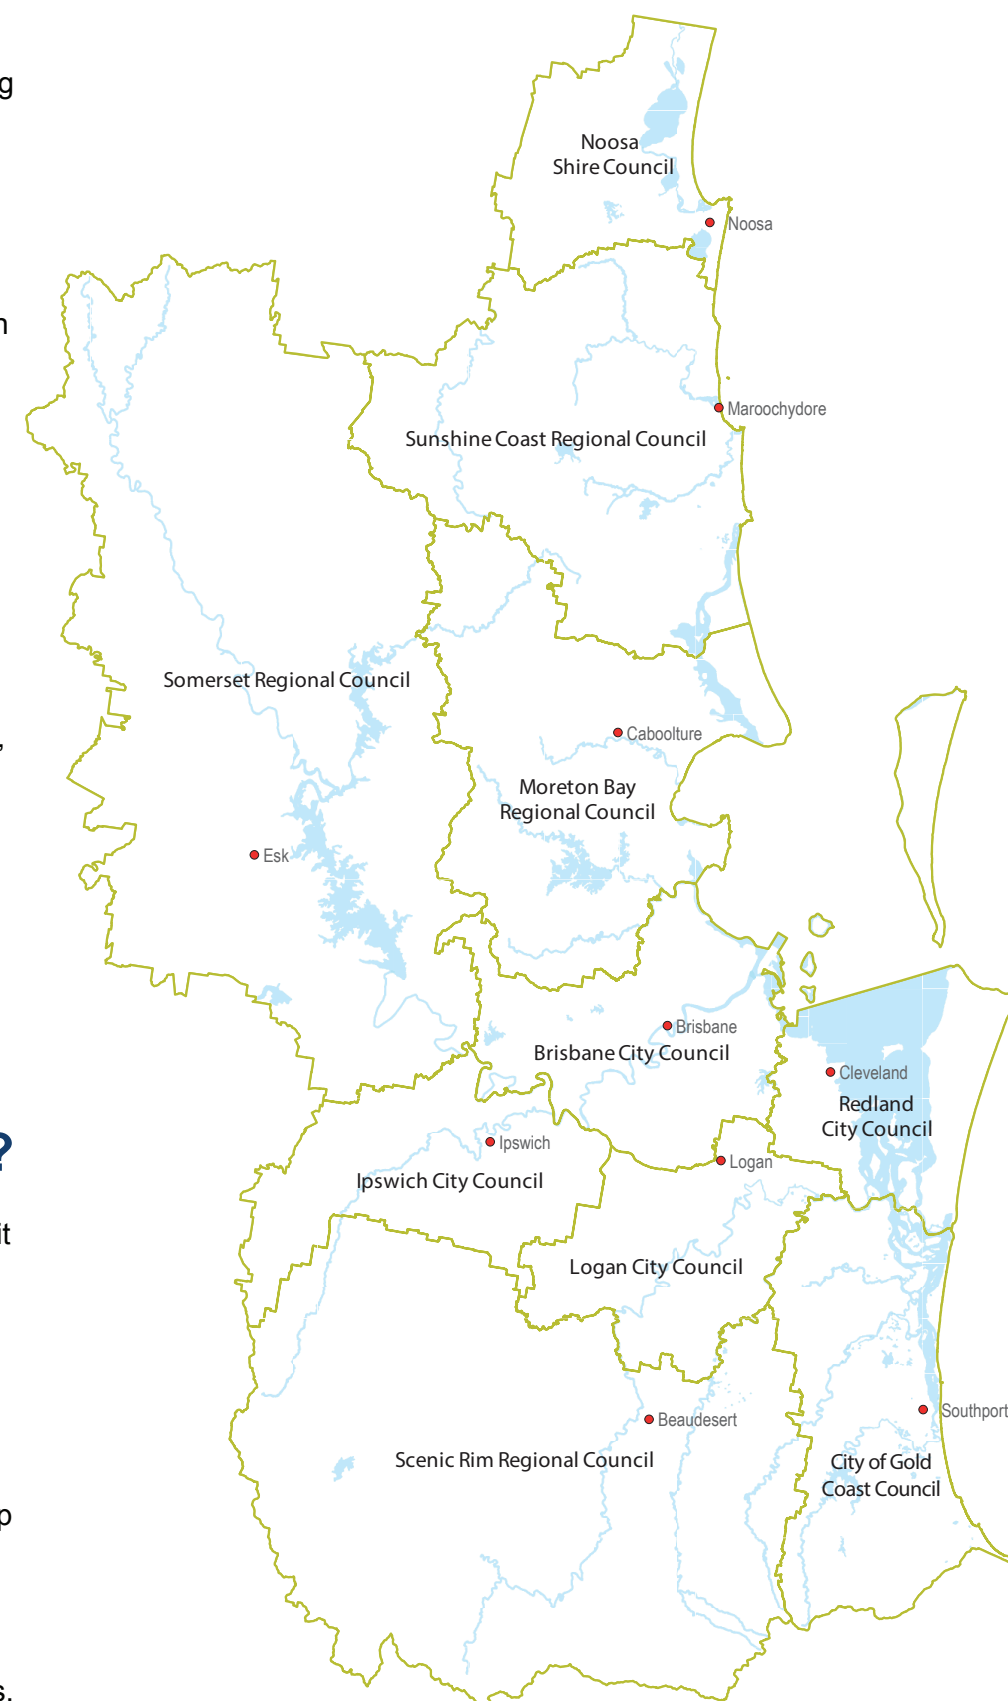 g
Noosa
Shire Council
Noosa
n
Maroochydore
Sunshine Coast Regional Council
Somerset Regional Council
Caboolture
,
Moreton Bay
Regional Council
Esk
Brisbane
Brisbane City Council
Cleveland
Redland
City Council
?
Ipswich
Logan
Ipswich City Council
it
Logan City Council
Southport
Beaudesert
Scenic Rim Regional Council
City of Gold
Coast Council
p
s.